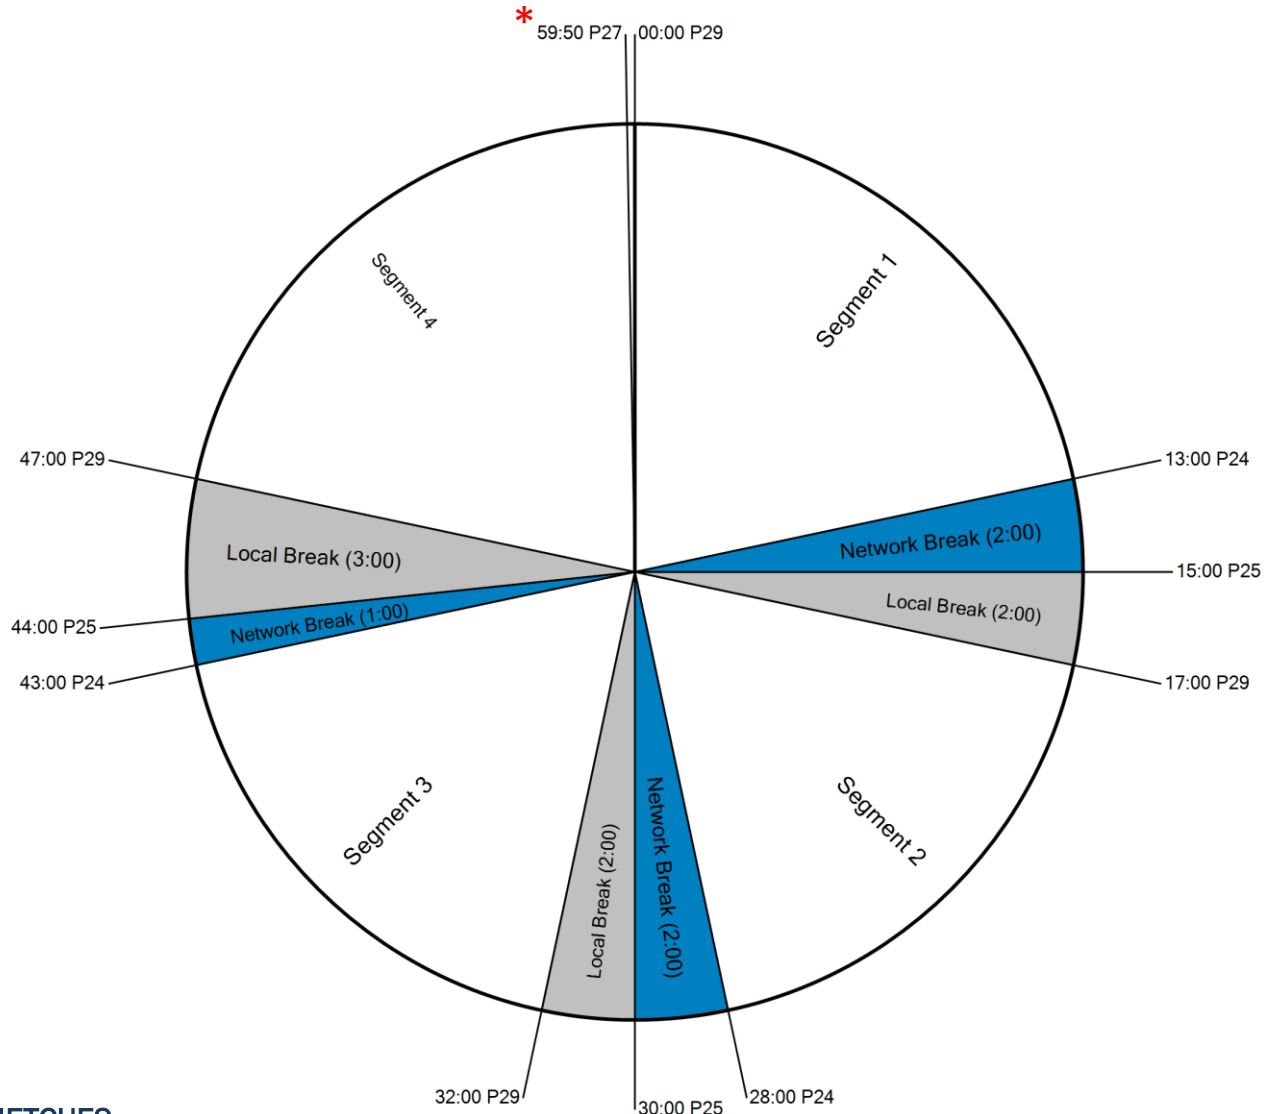 *
59:50 P27
00:00 P29
Segment 1
13:00 P24
Network Break (2:00)
15:00 P25
Local Break (2:00)
17:00 P29
Segment 2
28:00 P24
Network Break (2:00)
30:00 P25
Local Break (2:00)
32:00 P29
Segment 3
43:00 P24
Network Break (1:00)
44:00 P25
Local Break (3:00)
47:00 P29
Segment 4